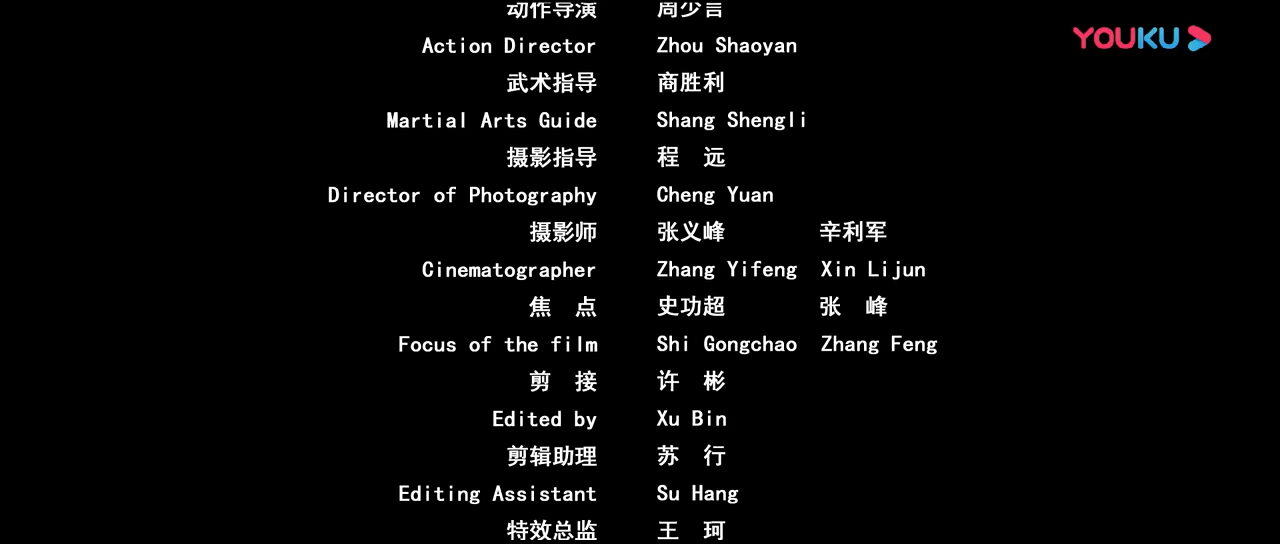 动作导演 周少言
YOUKU
Action Director Zhou Shaoyan
武术指导 商胜利
Martial Arts Guide Shang Shengli
摄影指导 程 远
Director of Photography Cheng Yuan
摄影师 张义峰 辛利军
Cinematographer Zhang Yifeng Xin Lijun
焦 点 史功超 张 峰
Focus of the film Shi Gongchao Zhang Feng
剪 接 许 彬
Edited by Xu Bin
剪辑助理 苏 行
Editing Assistant Su Hang
特效总监 王 珂